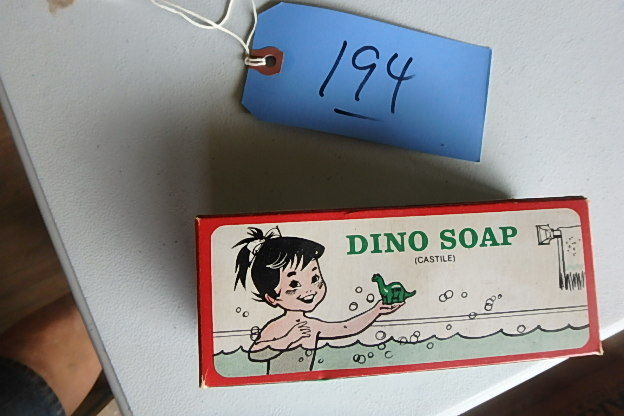 194
DINO SOAP
(CASTILE)